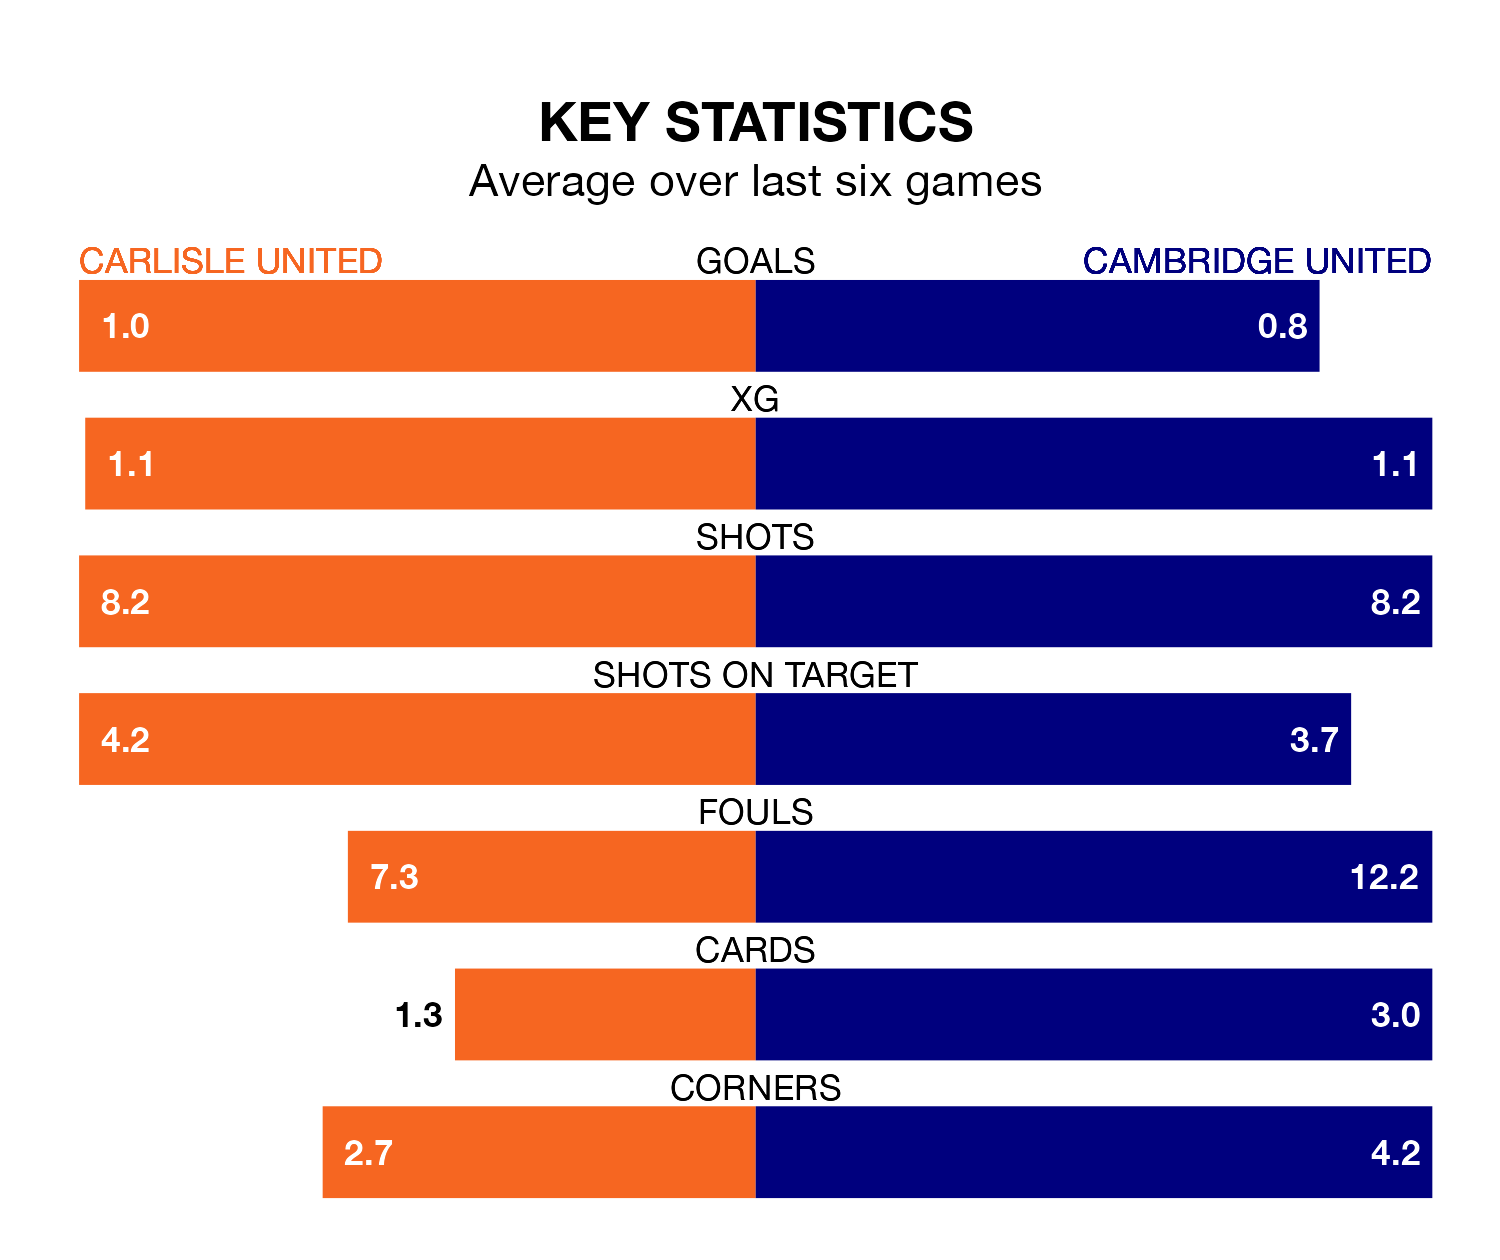 KEY STATISTICS
Average over last six games
CARLISLE UNITED GOALS CAMBRIDGE UNITED
1.0 0.8
XG
1.1 1.1
SHOTS
8.2 8.2
SHOTS ON TARGET
4.2 3.7
FOULS
7.3 12.2
CARDS
1.3 3.0
CORNERS
2.7 4.2